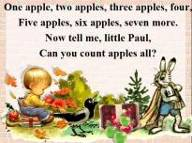 One apple, two apples, three apples, four,
Five apples, six apples, seven more.
Now tell me, little Paul,
Can you count apples all?